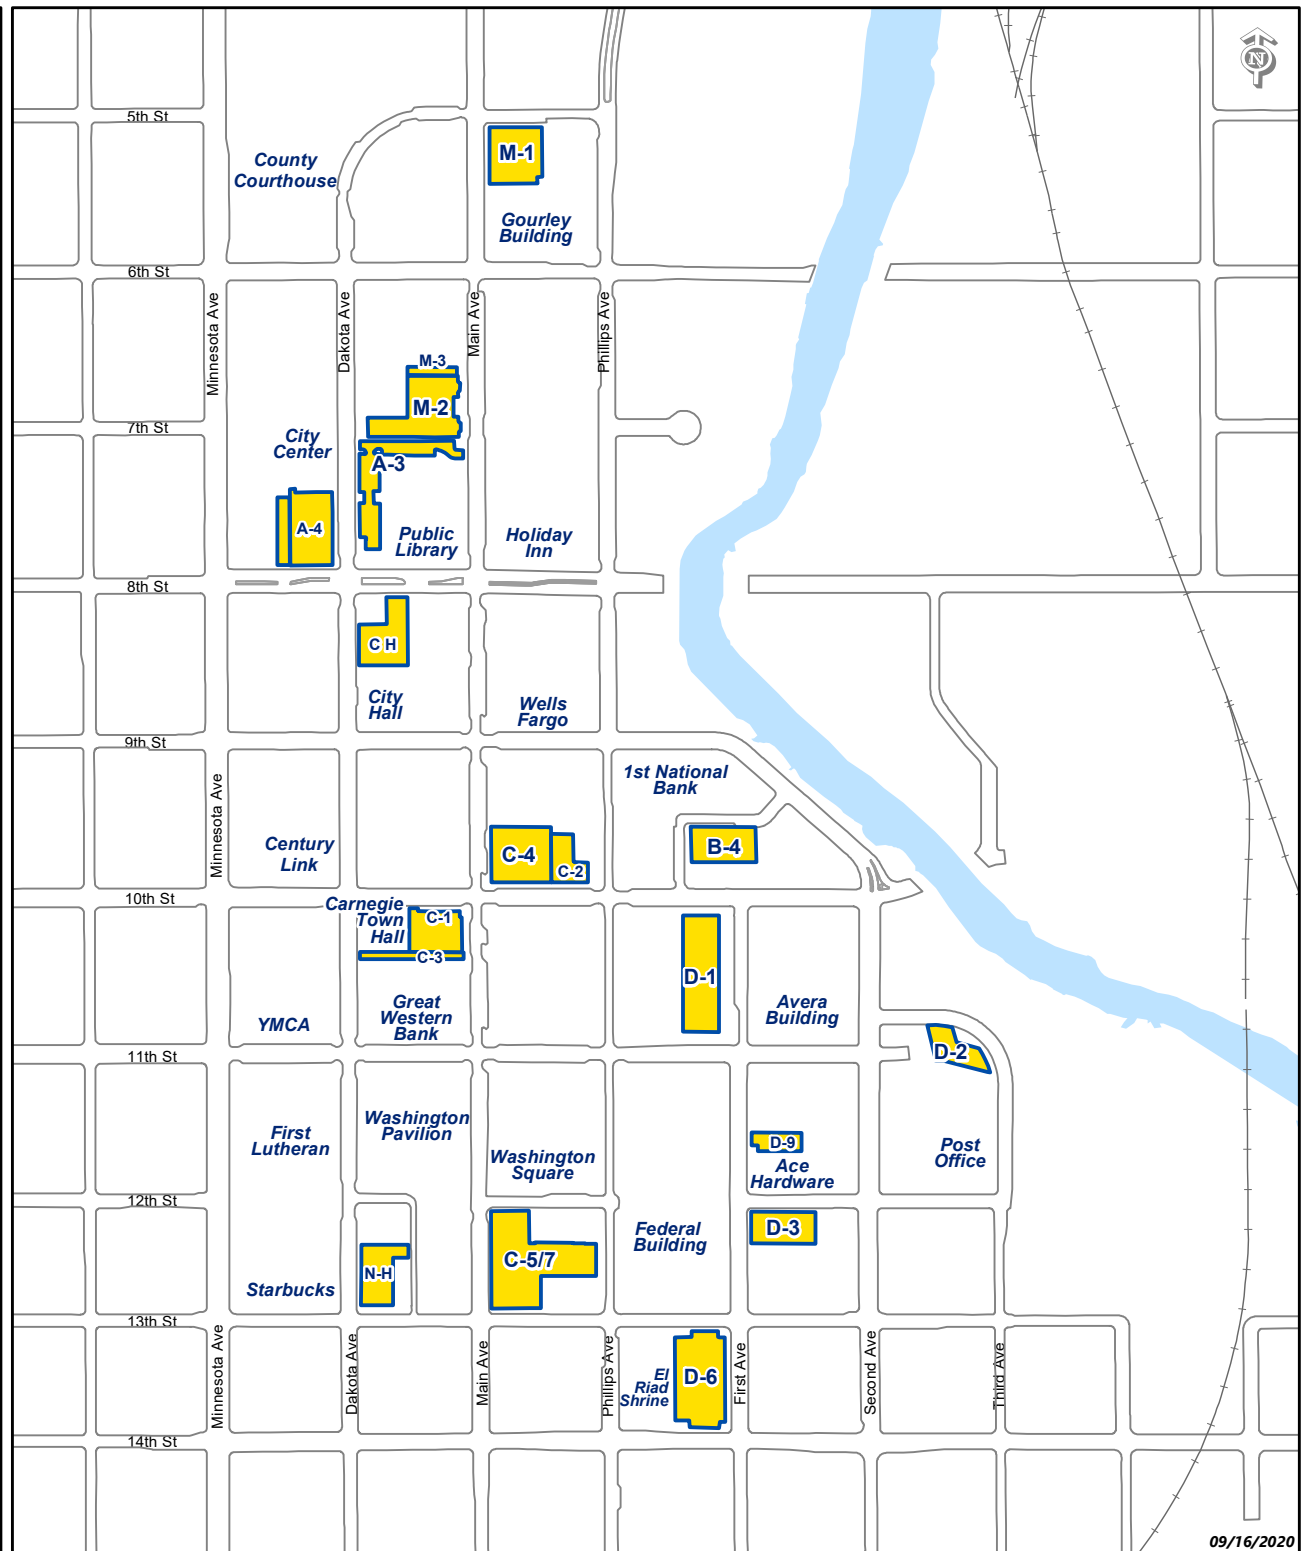 N
5th St
County
Courthouse
M-1
Gourley
Building
6th St
Minnesota Ave
Dakota Ave
Main Ave
Phillips Ave
M-3
M-2
7th St
City
Center
A-3
A-4
Public
Library
Holiday
Inn
8th St
C H
City
Hall
Wells
Fargo
9th St
1st National
Bank
Minnesota Ave
Century
Link
C-4
C-2
B-4
10th St
Carnegie
Town
Hall
C-1
C-3
D-1
YMCA
Great
Western
Bank
Avera
Building
11th St
D-2
First
Lutheran
Washington
Pavilion
Washington
Square
D-9
Ace
Hardware
Post
Office
12th St
Federal
Building
D-3
C-5/7
N-H
Starbucks
13th St
Minnesota Ave
Dakota Ave
Main Ave
Phillips Ave
El
Riad
Shrine
D-6
First Ave
Second Ave
Third Ave
14th St
09/16/2020